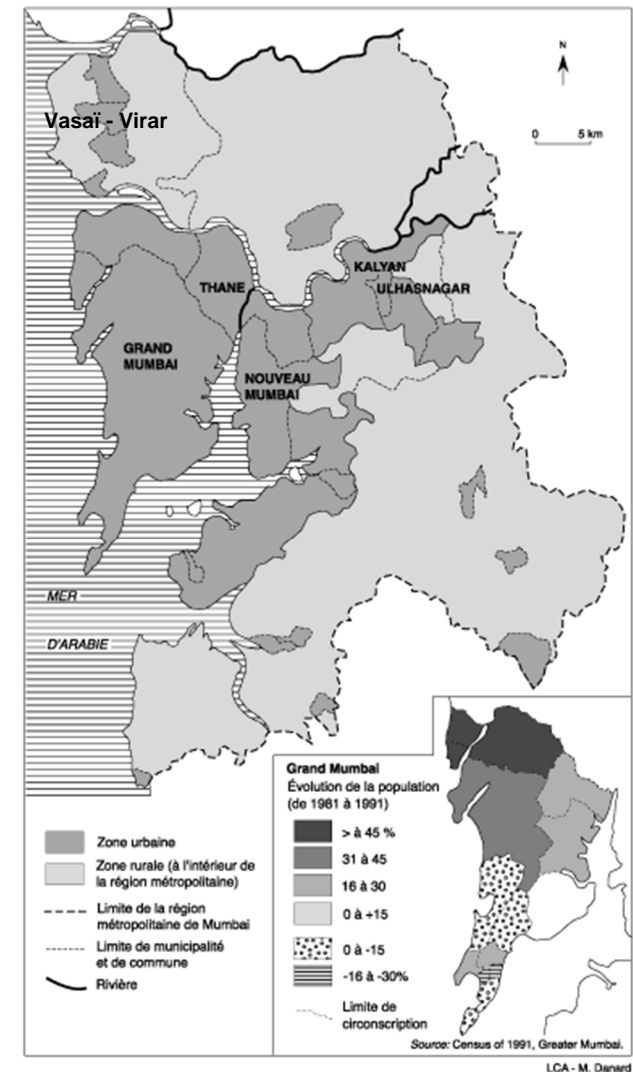 N
0 5 km
Vasaï - Virar
THANE
KALYAN
ULHASNAGAR
GRAND
MUMBAI
NOUVEAU
MUMBAI
MER
D'ARABIE
Zone urbaine
Zone rurale (à l'intérieur de
la région métropolitaine)
Limite de la région
métropolitaine de Mumbai
Limite de municipalité
et de commune
Rivière
Grand Mumbai
Évolution de la population
(de 1981 à 1991)
> à 45 %
31 à 45
16 à 30
0 à +15
0 à -15
-16 à -30%
Limite de
circonscription
Source: Census of 1991, Greater Mumbai.
LCA - M. Danard